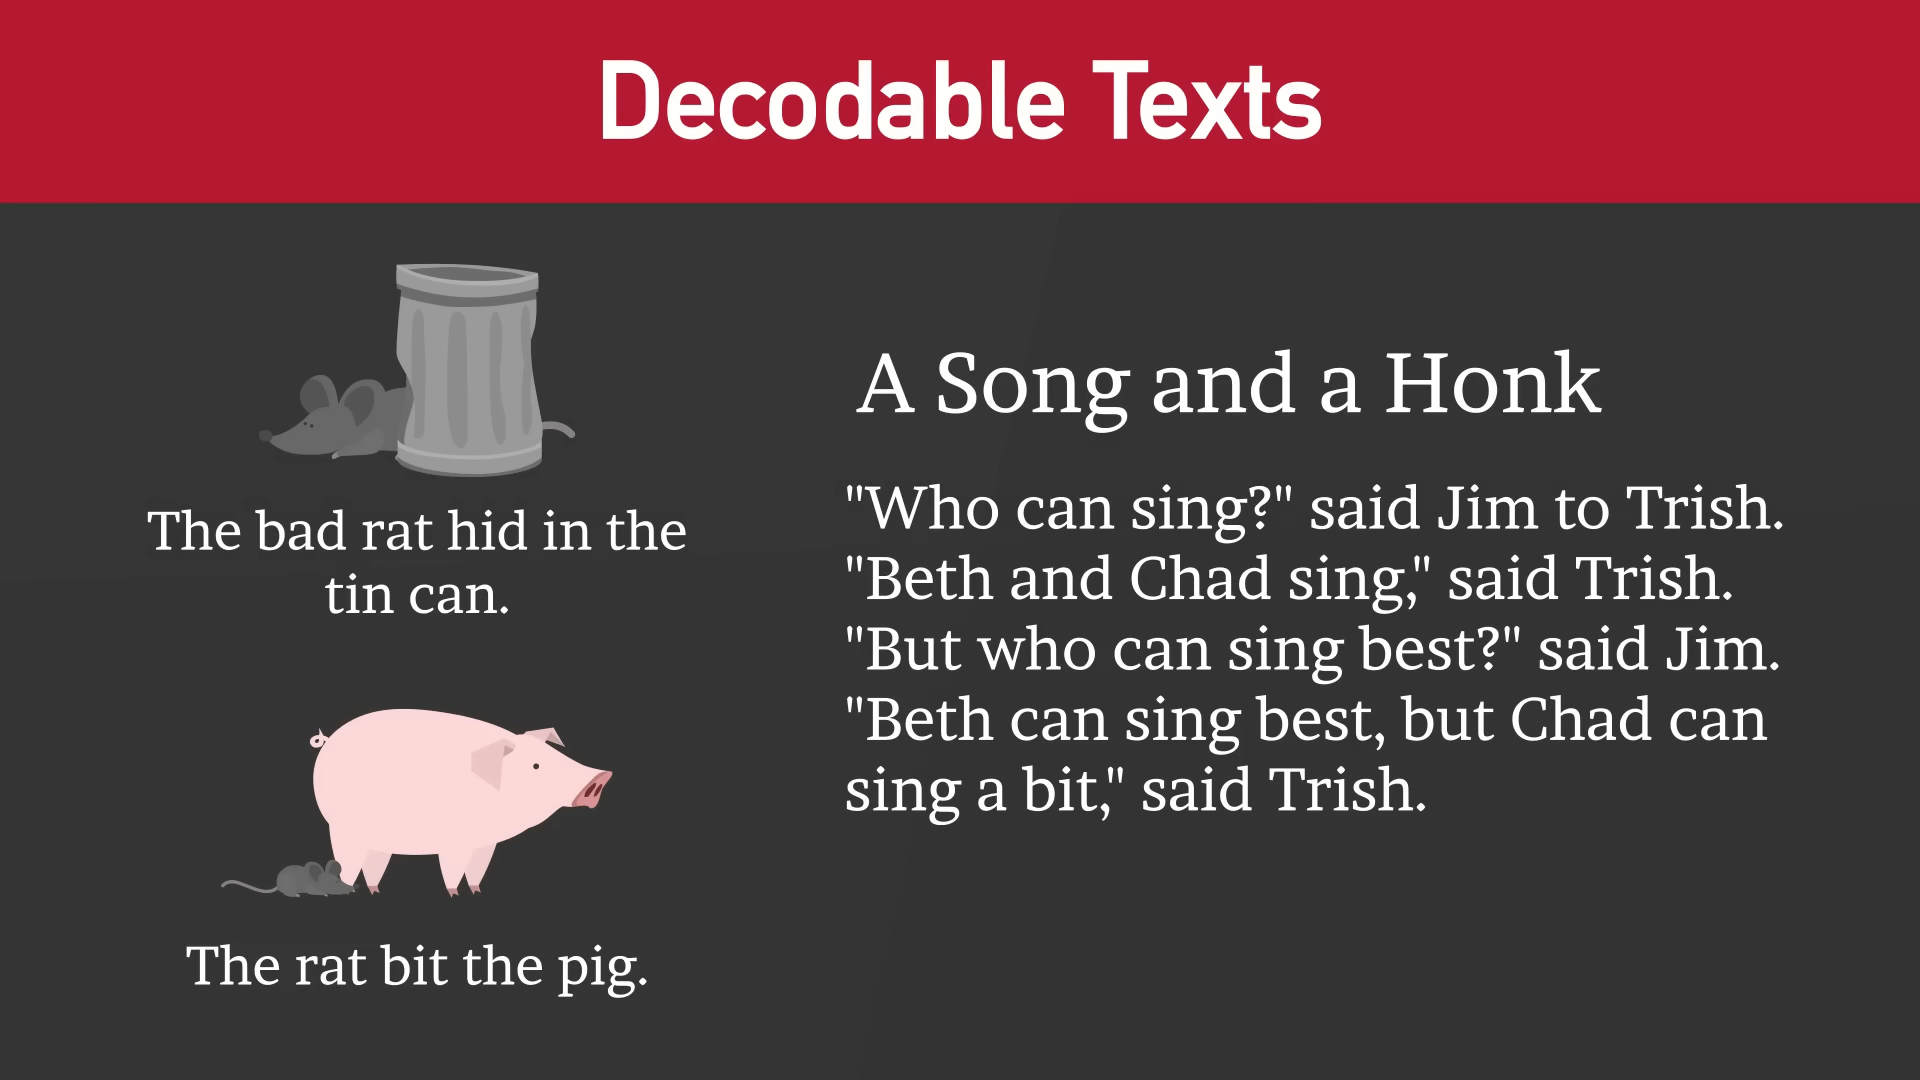 Decodable Texts
The bad rat hid in the
tin can.
The rat bit the pig.
A Song and a Honk
"Who can sing?" said Jim to Trish.
"Beth and Chad sing," said Trish.
"But who can sing best?" said Jim.
"Beth can sing best, but Chad can
sing a bit," said Trish.